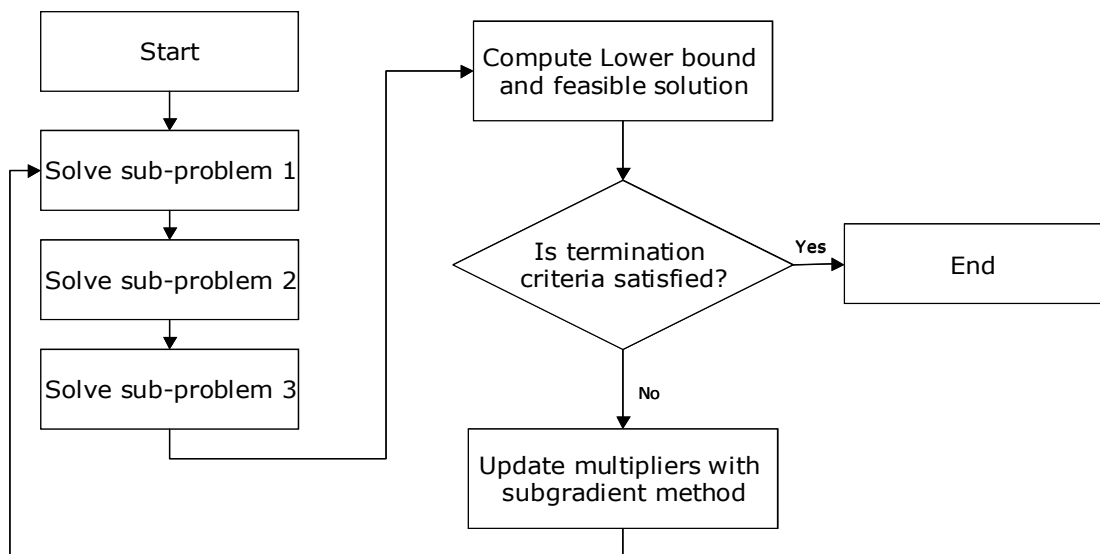 Start
Solve sub-problem 1
Solve sub-problem 2
Solve sub-problem 3
Compute Lower bound
and feasible solution
Is termination
criteria satisfied?
Yes
End
No
Update multipliers with
subgradient method